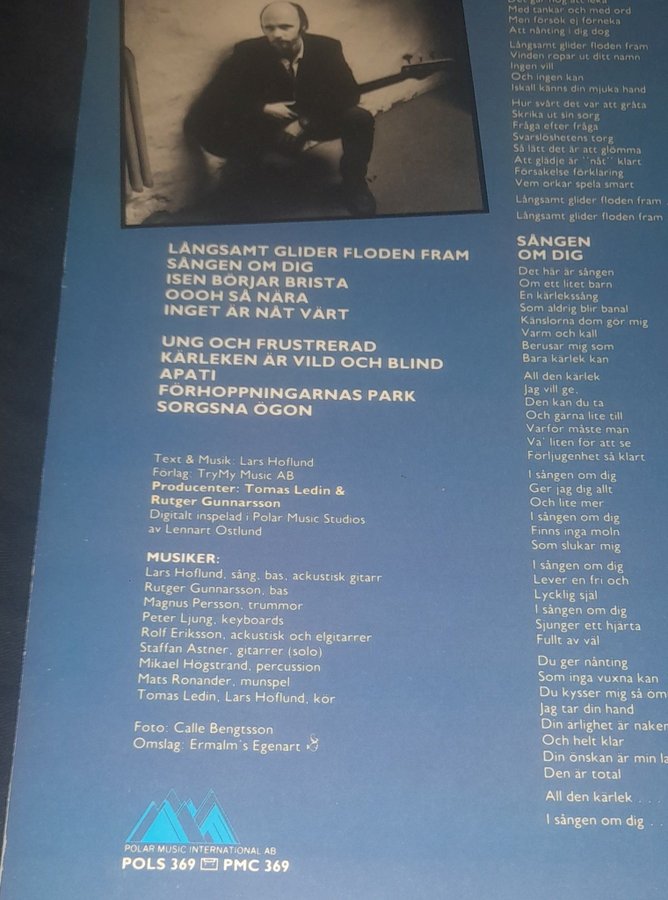 Med tankar och med ord
Men försök ej förneka
Att nånting i dig dog
Långsamt glider floden fram
Vinden ropar ut ditt namn
Ingen vill
Och ingen kan
Iskall känns din mjuka hand
Hur svårt det var att gråta
Skrika ut sin sorg
Fråga efter fråga
Svarslöshetens torg
Så lätt det är att glömma
Att glädje är "nåt" klart
Försakelse förklaring
Vem orkar spela smart
Långsamt glider floden fram
Långsamt glider floden fram
LÅNGSAMT GLIDER FLODEN FRAM
SÅNGEN OM DIG
ISEN BÖRJAR BRISTA
OOOH SÅ NÄRA
INGET ÄR NÅT VÄRT
UNG OCH FRUSTRERAD
KÄRLEKEN ÄR VILD OCH BLIND
APATI
FÖRHOPPNINGARNAS PARK
SORGSNA ÖGON
Text & Musik: Lars Hoflund
Förlag: TryMy Music AB
Producenter: Tomas Ledin &
Rutger Gunnarsson
Digitalt inspelad i Polar Music Studios
av Lennart Östlund
MUSIKER:
Lars Hoflund, sång, bas, ackustisk gitarr
Rutger Gunnarsson, bas
Magnus Persson, trummor
Peter Ljung, keyboards
Rolf Eriksson, ackustisk och elgitarrer
Staffan Astner, gitarrer (solo)
Mikael Högstrand, percussion
Mats Ronander, munspel
Tomas Ledin, Lars Hoflund, kör
Foto: Calle Bengtsson
Omslag: Ermalm's Egenart
POLAR MUSIC INTERNATIONAL AB
POLS 369 PMC 369
SÅNGEN
OM DIG
Det här är sången
Om ett litet barn
En kärlekssång
Som aldrig blir banal
Känslorna dom gör mig
Varm och kall
Berusar mig som
Bara kärlek kan
All den kärlek
Jag vill ge.
Den kan du ta
Och gärna lite till
Varför måste man
Va' liten för att se
Förljugenhet så klart
I sången om dig
Ger jag dig allt
Och lite mer
I sången om dig
Finns inga moln
Som slukar mig
I sången om dig
Lever en fri och
Lycklig själ
I sången om dig
Sjunger ett hjärta
Fullt av väl
Du ger nånting
Som inga vuxna kan
Du kysser mig så
Jag tar din hand
Din ärlighet är
Och helt klar
Din önskan är min
Den är total
All den kärlek . . .
I sången om dig . .